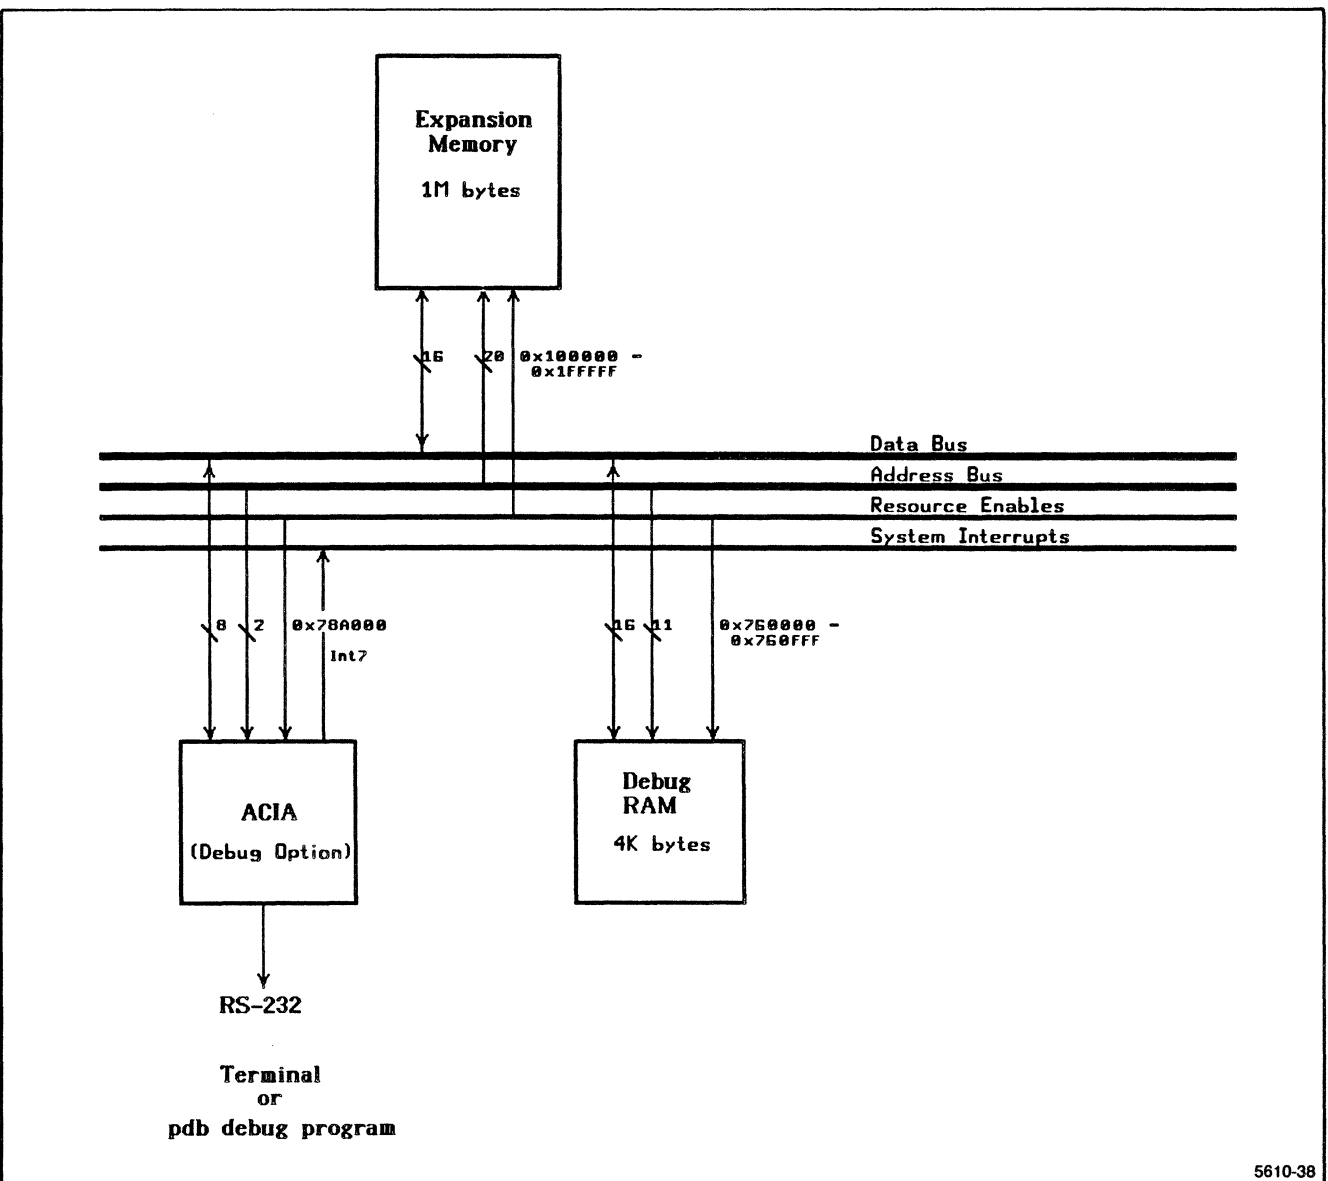 Expansion
Memory
1M bytes
16
20
0x100000 -
0x1FFFFF
Data Bus
Address Bus
Resource Enables
System Interrupts
8
2
0x78A000
Int7
16
11
0x760000 -
0x760FFF
ACIA
(Debug Option)
Debug
RAM
4K bytes
RS-232
Terminal
or
pdb debug program
5610-38